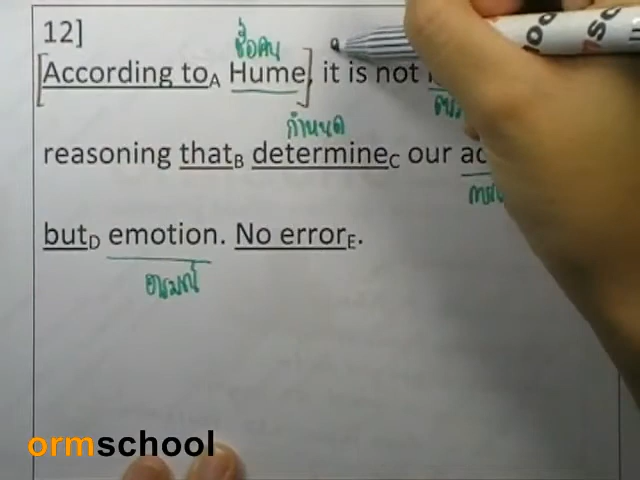 12]
ชื่อคน
[According toA Hume], it is not
กำหนด
reasoning thatB determineC our
butD emotion. No errorE.
อารมณ์
ormschool